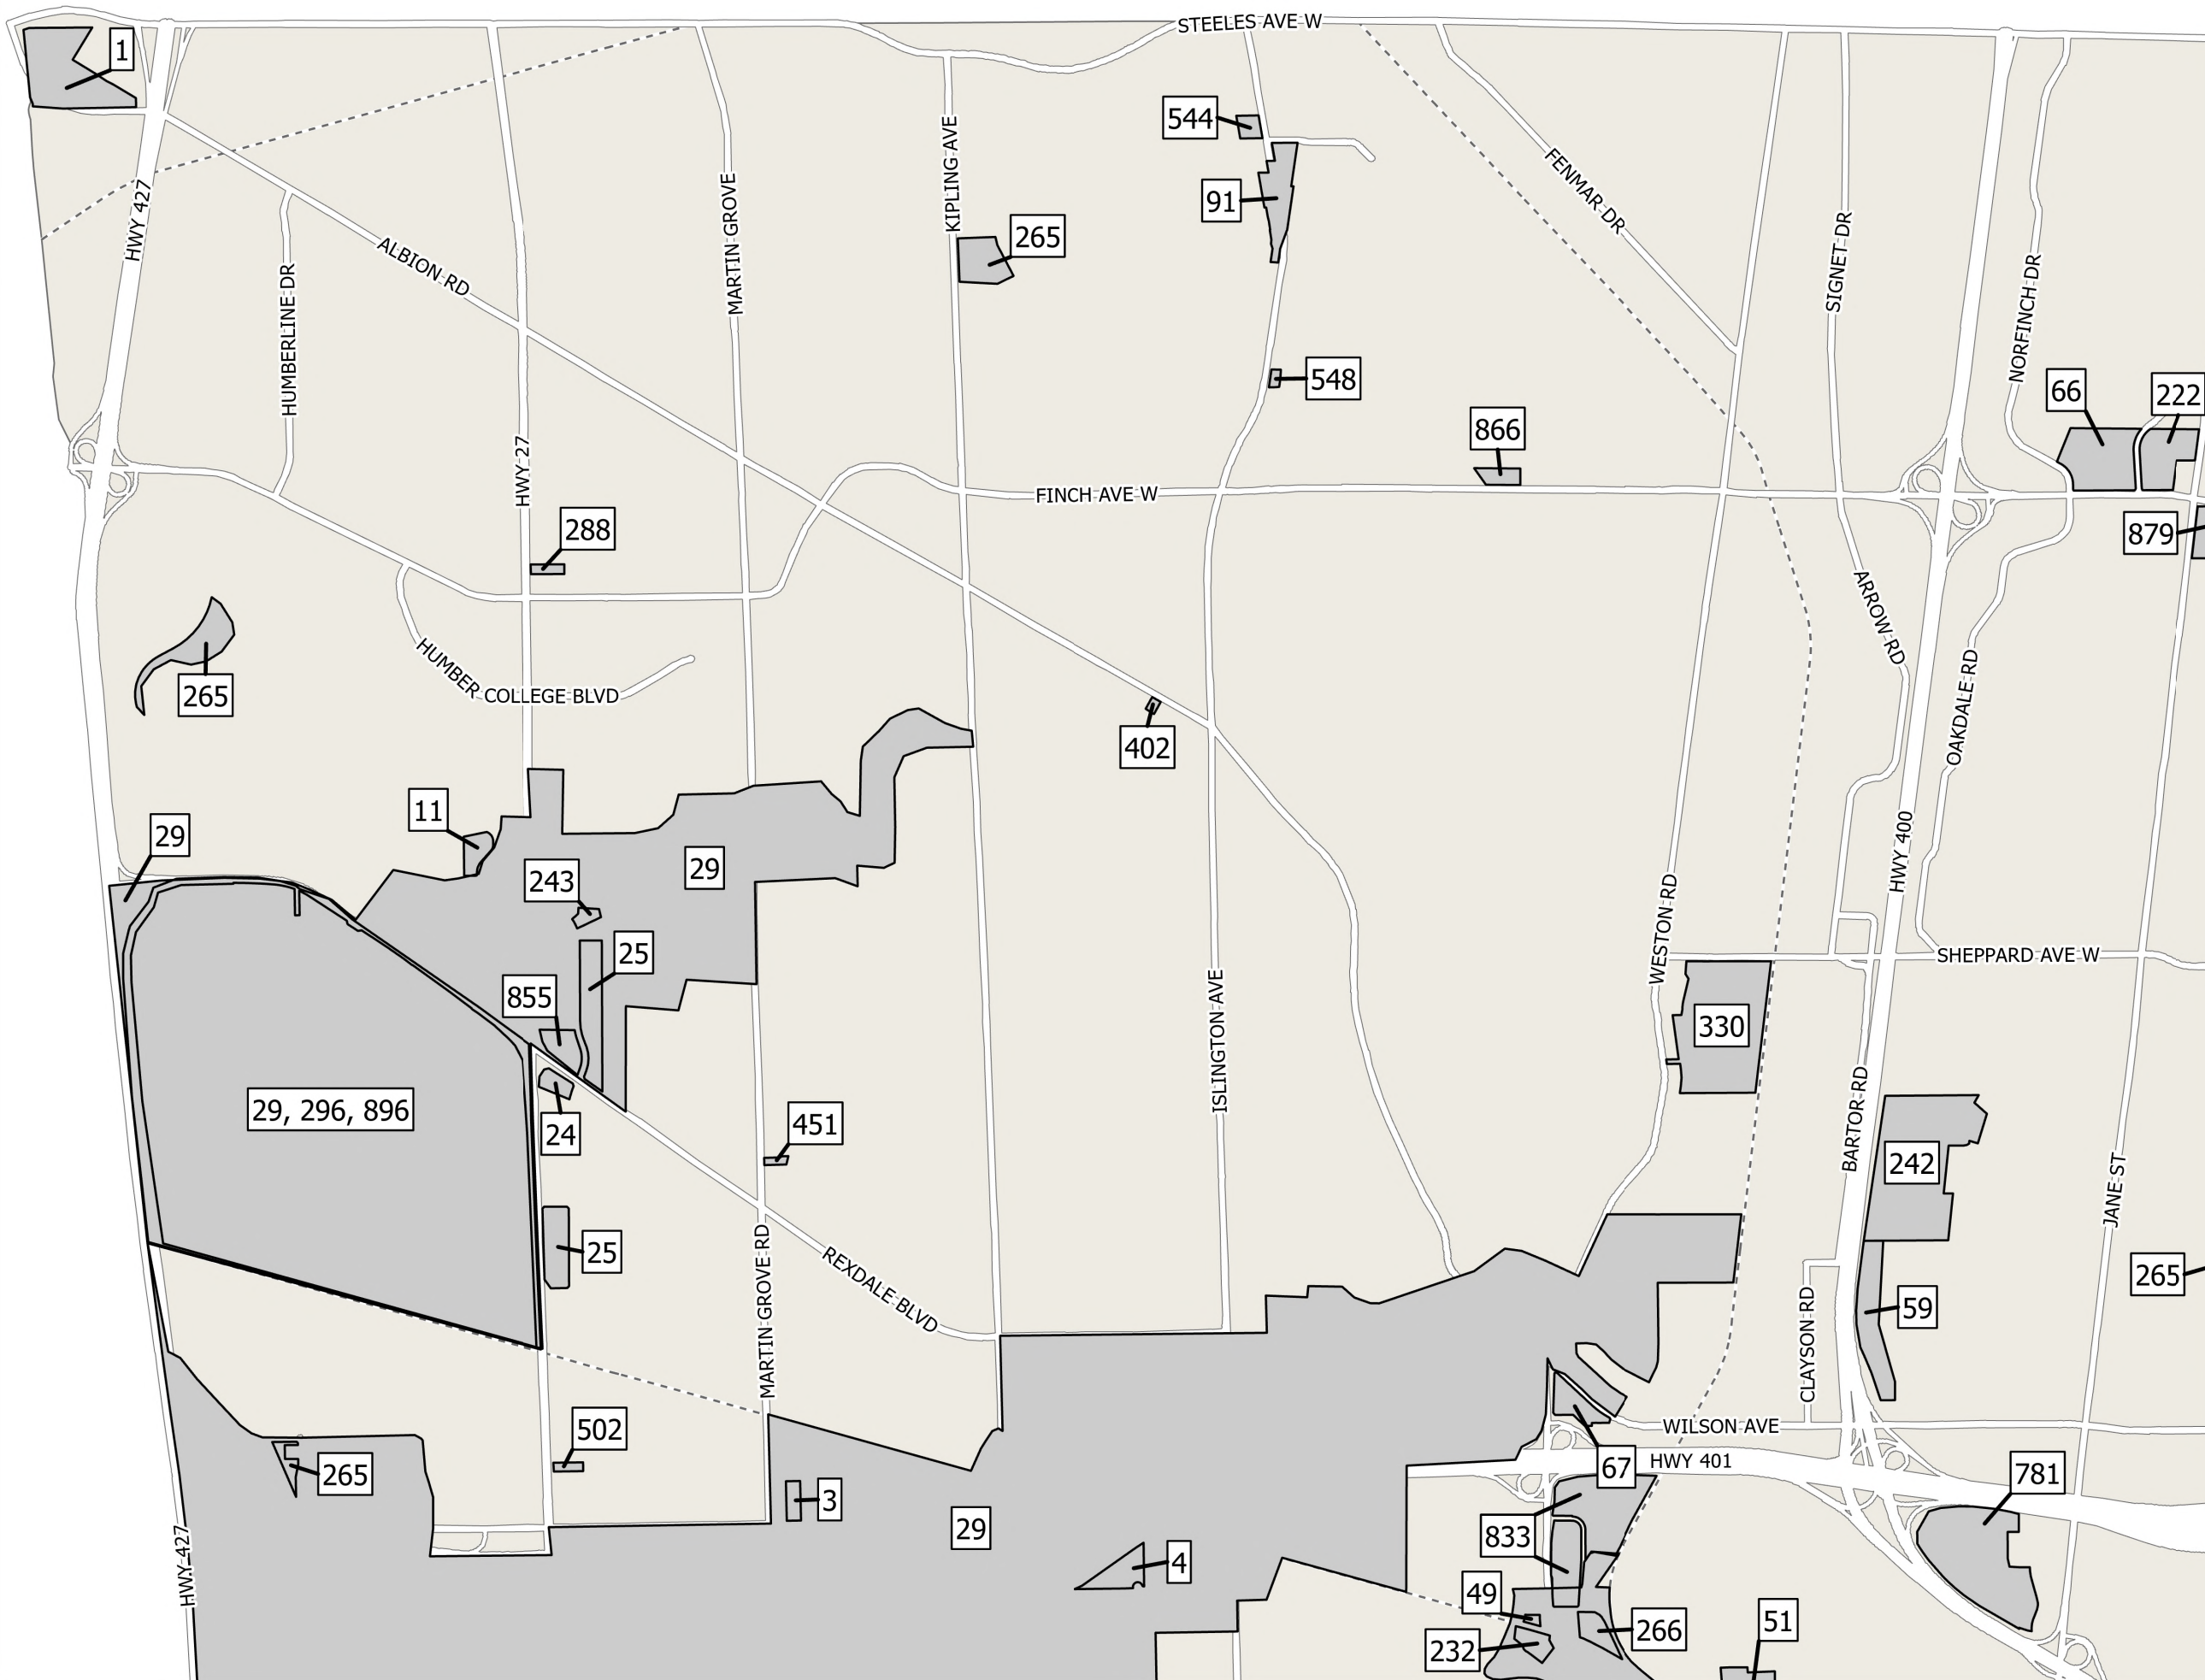 STEELES AVE W
1
544
91
265
HWY 427
ALBION RD
HUMBERLINE DR
MARTIN GROVE
KIPLING AVE
FENMAR DR
SIGNET DR
NORFINCH DR
548
866
66
222
HWY 27
FINCH AVE W
288
879
ARROW RD
265
HUMBER COLLEGE BLVD
OAKDALE RD
402
11
29
29
243
HWY 400
WESTON RD
25
SHEPPARD AVE W
855
330
ISLINGTON AVE
29, 296, 896
24
451
BARTOR RD
242
JANE ST
25
REXDALE BLVD
MARTIN GROVE RD
265
59
CLAYSON RD
502
WILSON AVE
265
67
HWY 401
781
3
29
833
HWY 427
4
49
232
266
51